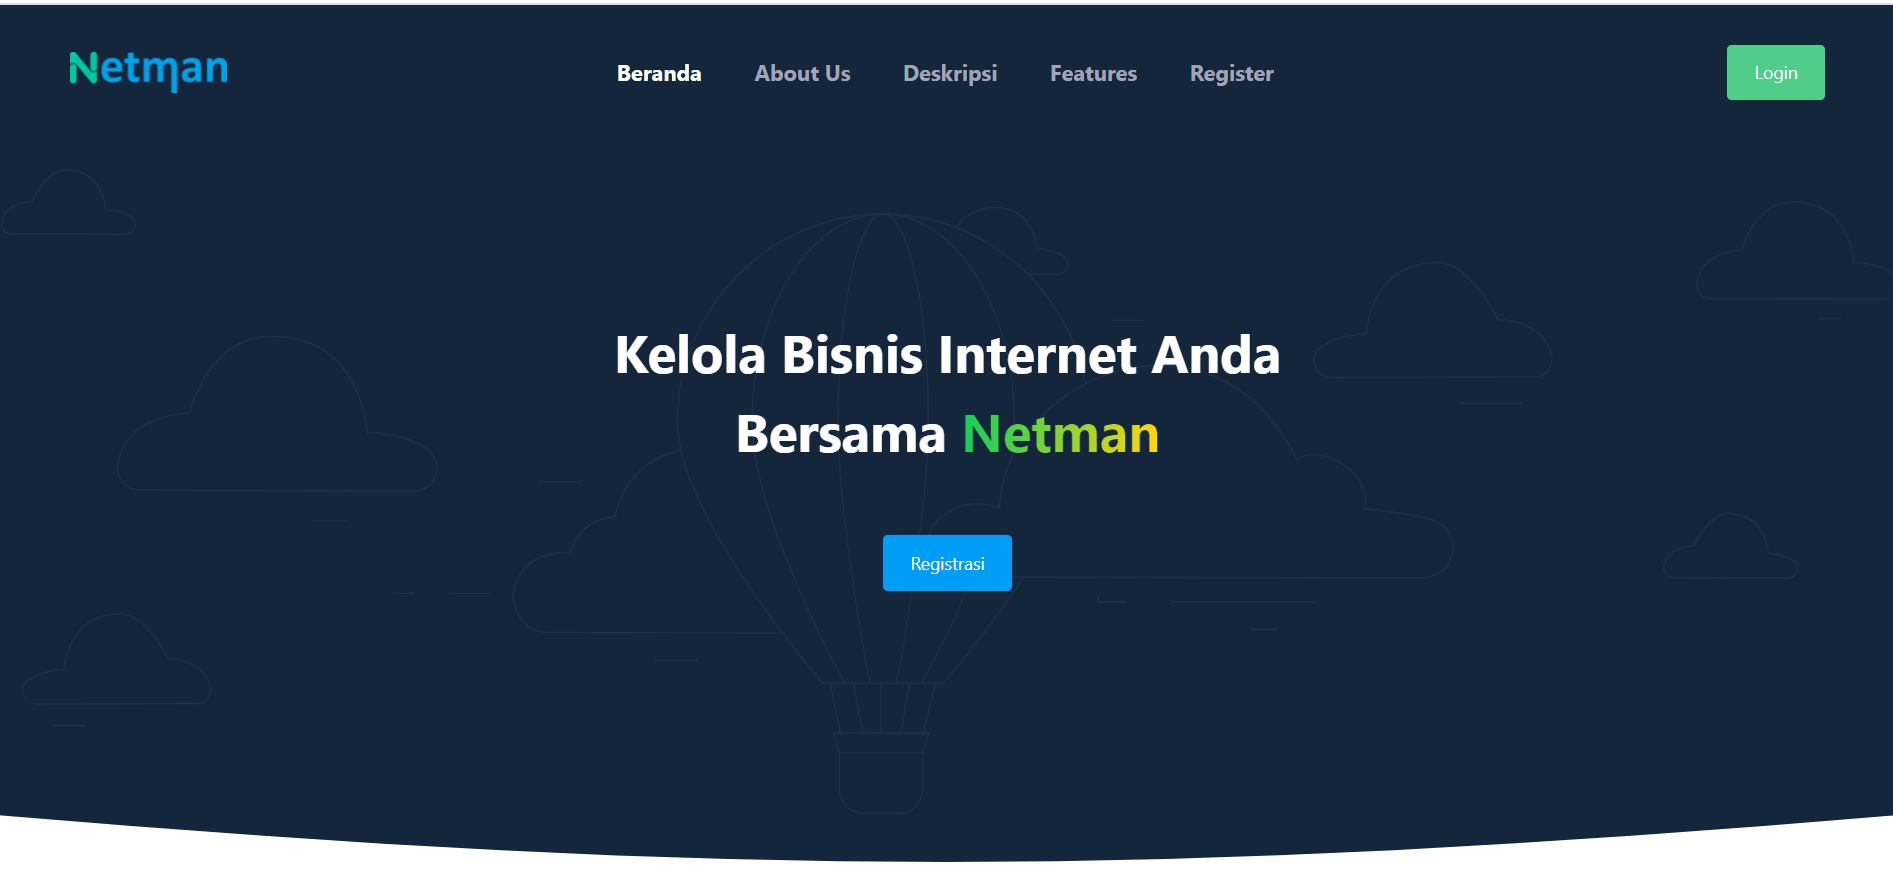 Netman
Beranda About Us Deskripsi Features Register
Login
Kelola Bisnis Internet Anda
Bersama Netman
Registrasi